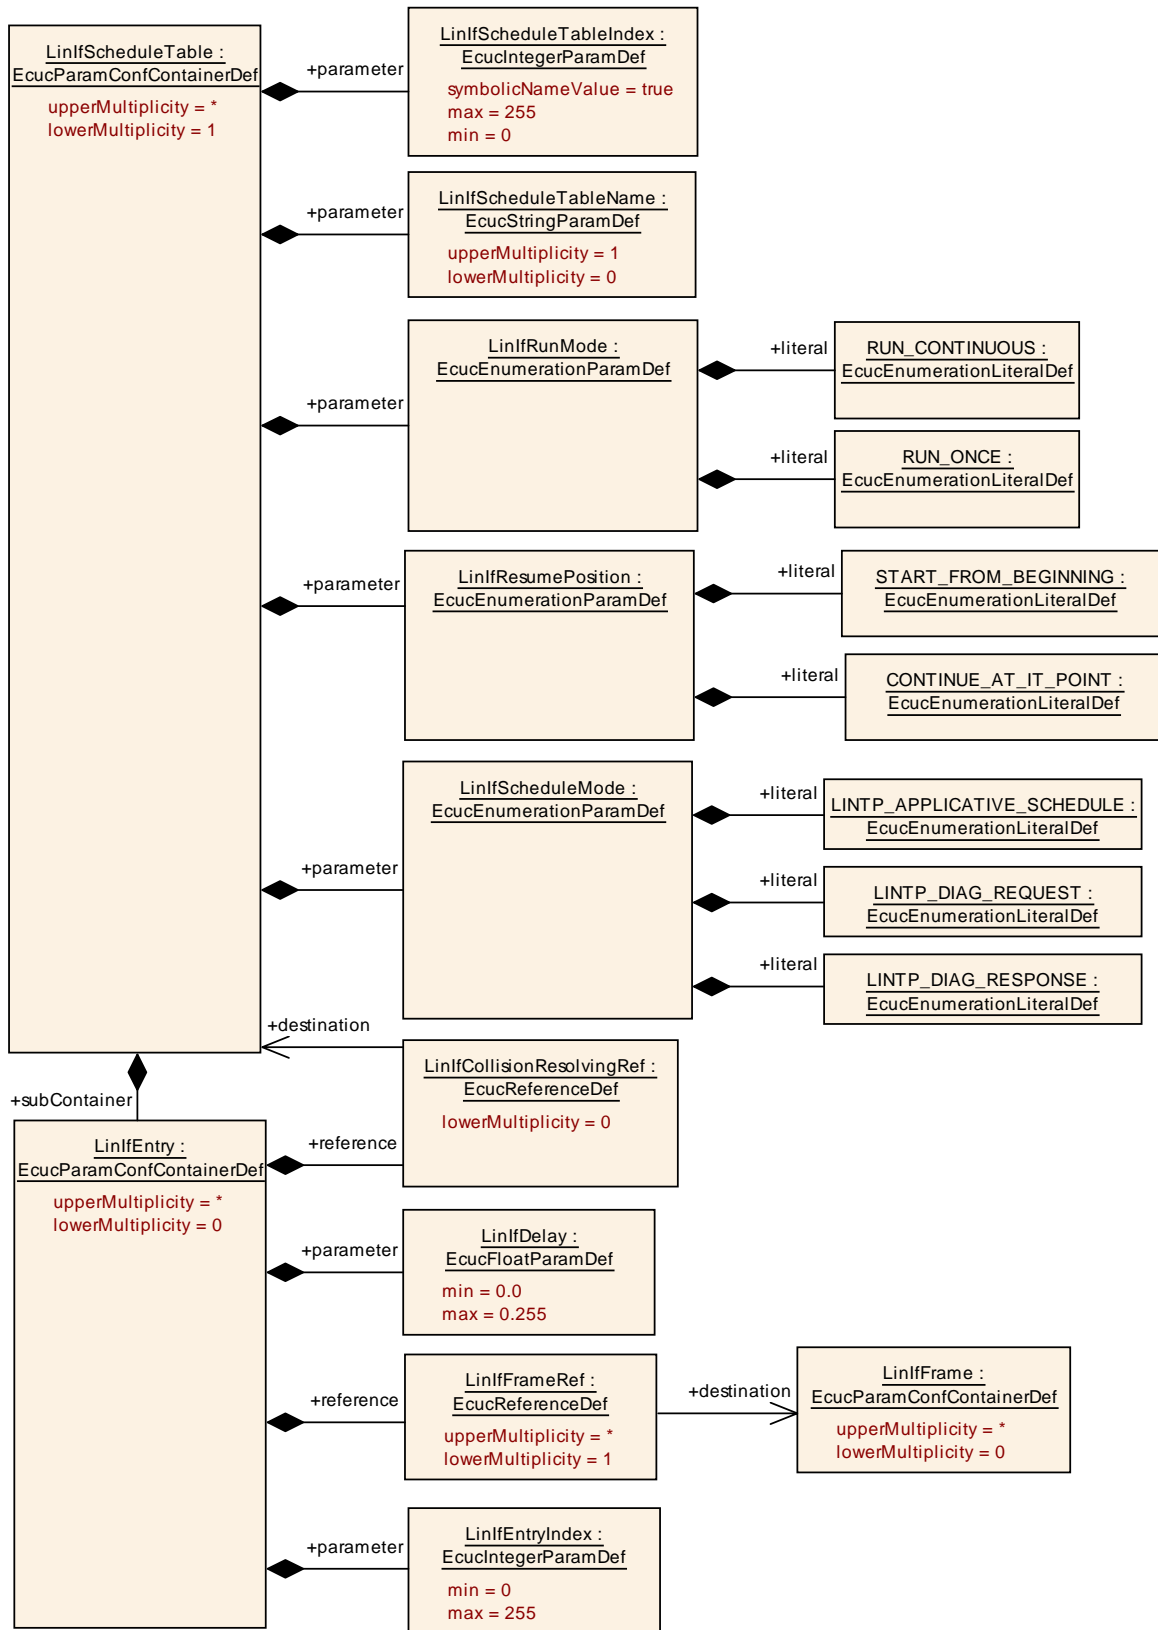 LinIfScheduleTable :
EcucParamConfContainerDef
upperMultiplicity = *
lowerMultiplicity = 1
+parameter
LinIfScheduleTableIndex :
EcucIntegerParamDef
symbolicNameValue = true
max = 255
min = 0
+parameter
LinIfScheduleTableName :
EcucStringParamDef
upperMultiplicity = 1
lowerMultiplicity = 0
+parameter
LinIfRunMode :
EcucEnumerationParamDef
+literal
RUN_CONTINUOUS :
EcucEnumerationLiteralDef
+literal
RUN_ONCE :
EcucEnumerationLiteralDef
+parameter
LinIfResumePosition :
EcucEnumerationParamDef
+literal
START_FROM_BEGINNING :
EcucEnumerationLiteralDef
+literal
CONTINUE_AT_IT_POINT :
EcucEnumerationLiteralDef
+parameter
LinIfScheduleMode :
EcucEnumerationParamDef
+literal
LINTP_APPLICATIVE_SCHEDULE :
EcucEnumerationLiteralDef
+literal
LINTP_DIAG_REQUEST :
EcucEnumerationLiteralDef
+literal
LINTP_DIAG_RESPONSE :
EcucEnumerationLiteralDef
+destination
LinIfCollisionResolvingRef :
EcucReferenceDef
lowerMultiplicity = 0
+subContainer
LinIfEntry :
EcucParamConfContainerDef
upperMultiplicity = *
lowerMultiplicity = 0
+reference
+parameter
LinIfDelay :
EcucFloatParamDef
min = 0.0
max = 0.255
+reference
LinIfFrameRef :
EcucReferenceDef
upperMultiplicity = *
lowerMultiplicity = 1
+destination
LinIfFrame :
EcucParamConfContainerDef
upperMultiplicity = *
lowerMultiplicity = 0
+parameter
LinIfEntryIndex :
EcucIntegerParamDef
min = 0
max = 255